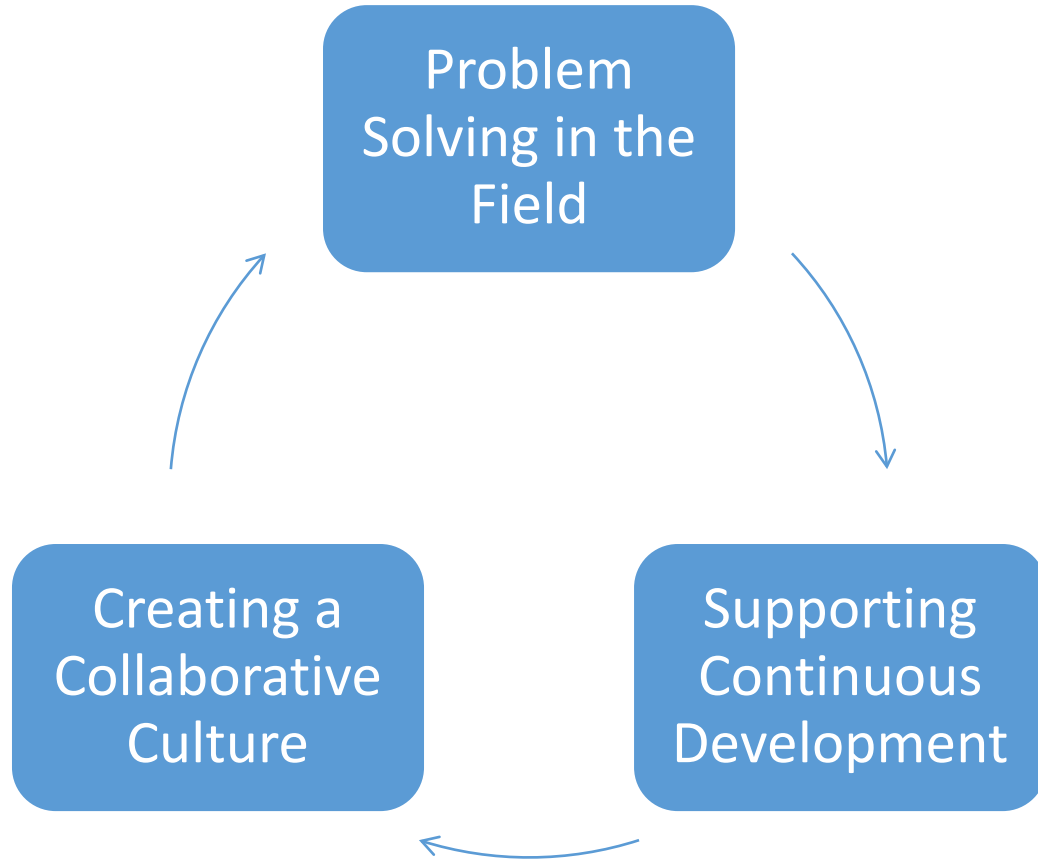 Problem
Solving in the
Field
Supporting
Continuous
Development
Creating a
Collaborative
Culture